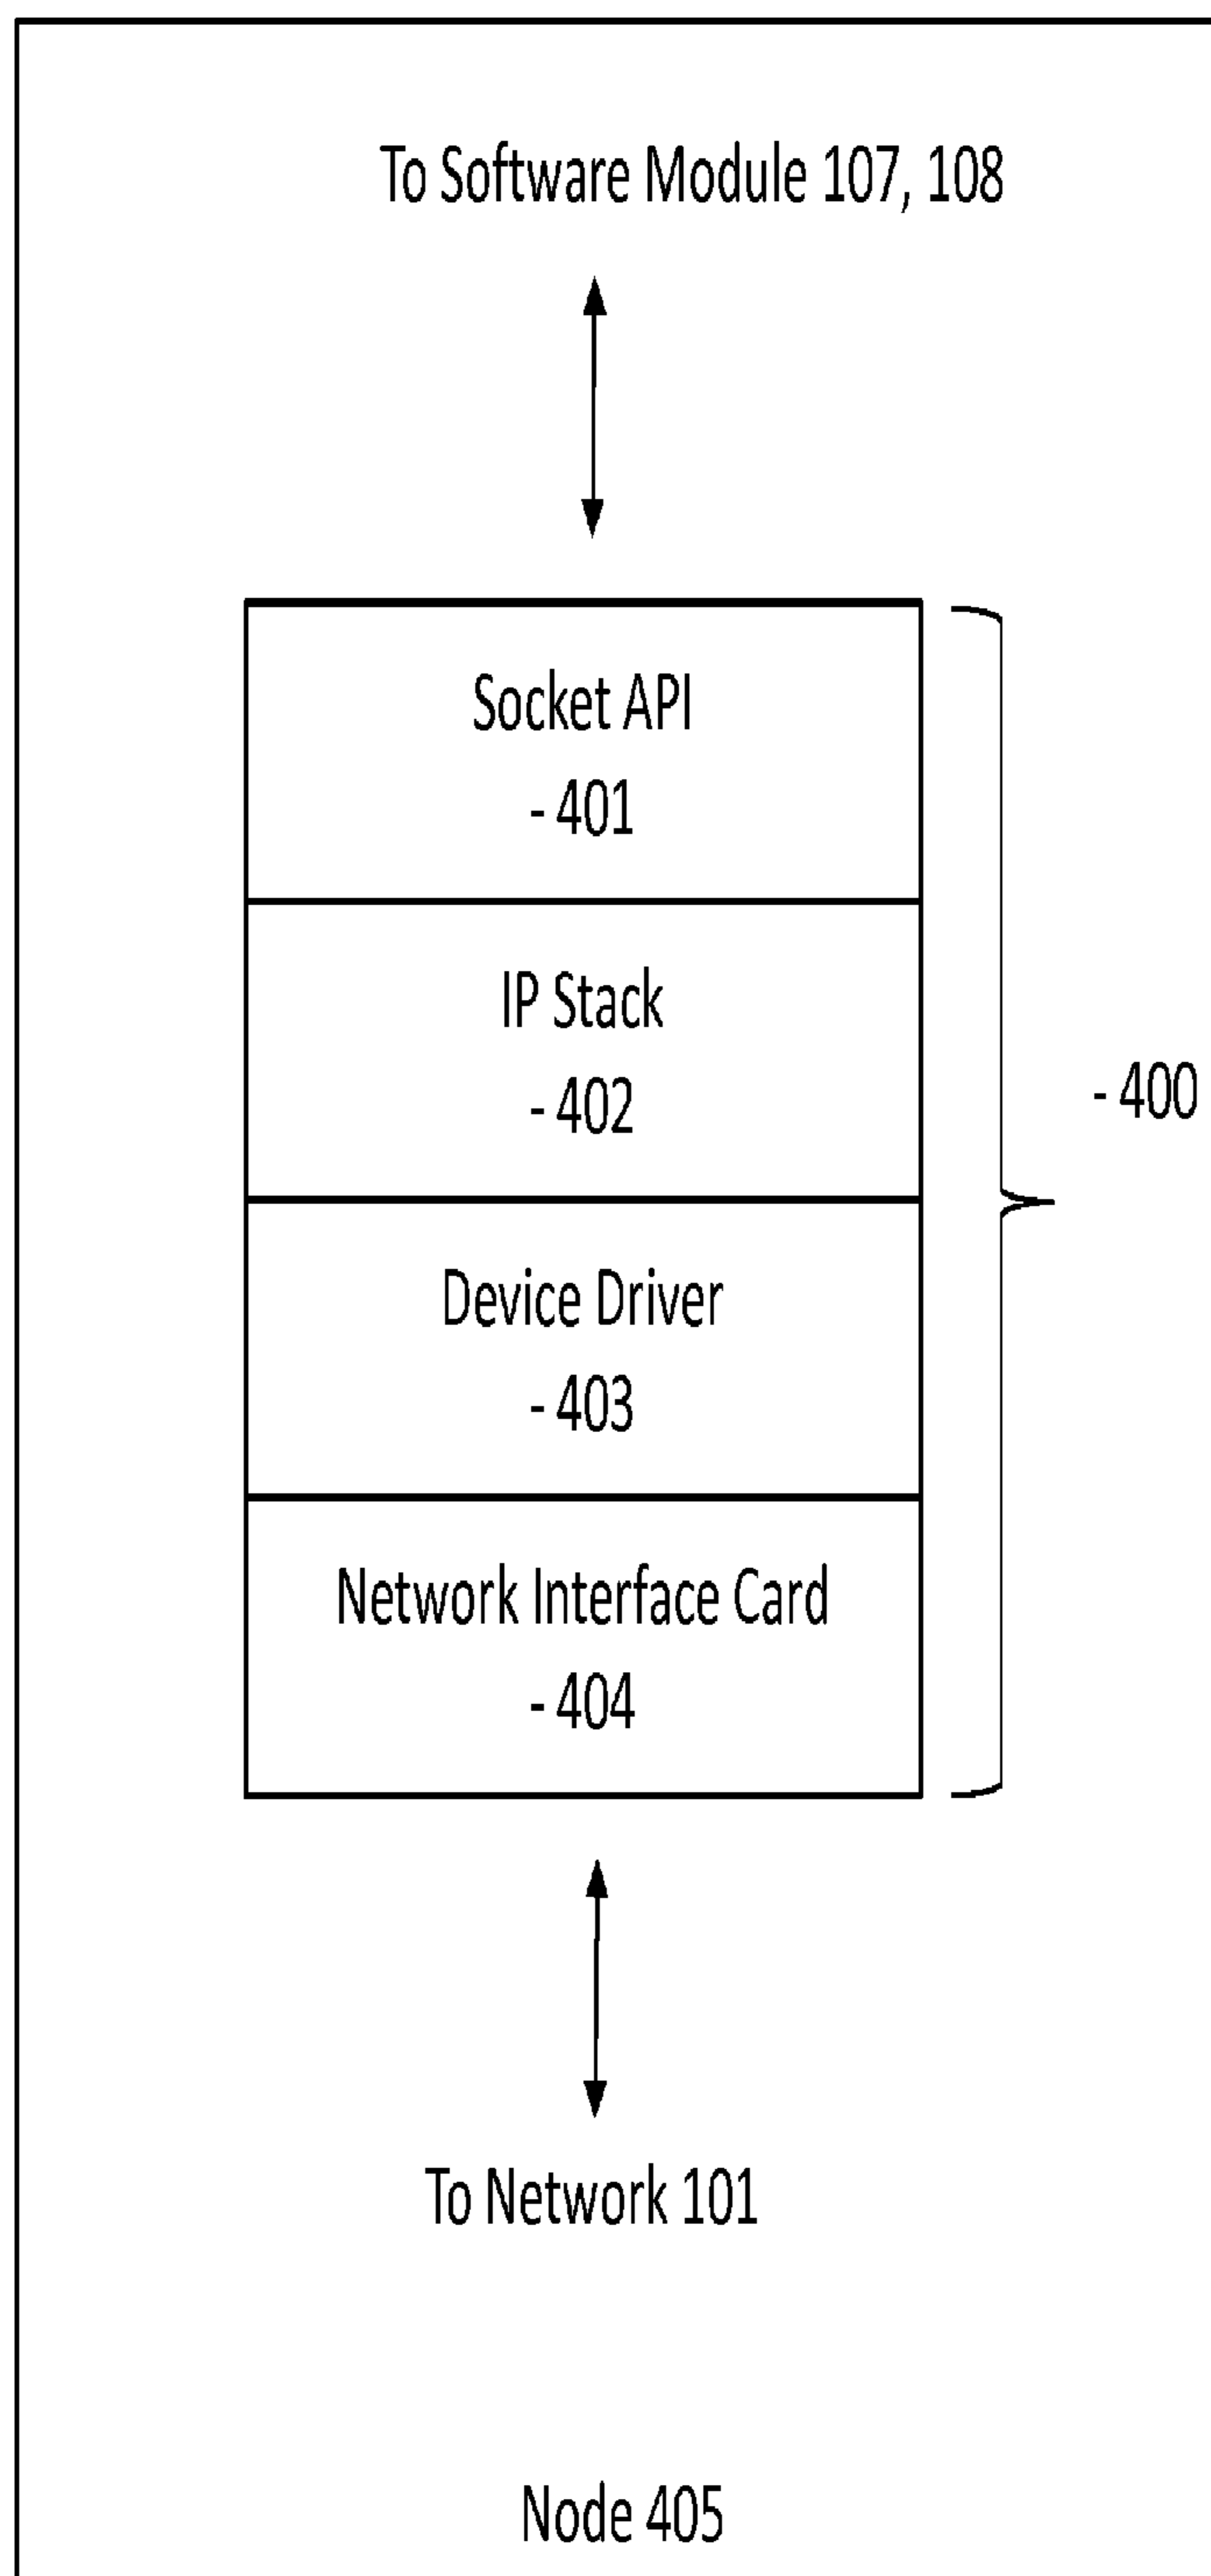 To Software Module 107, 108
Socket API
- 401
IP Stack
- 402
- 400
Device Driver
- 403
Network Interface Card
- 404
To Network 101
Node 405